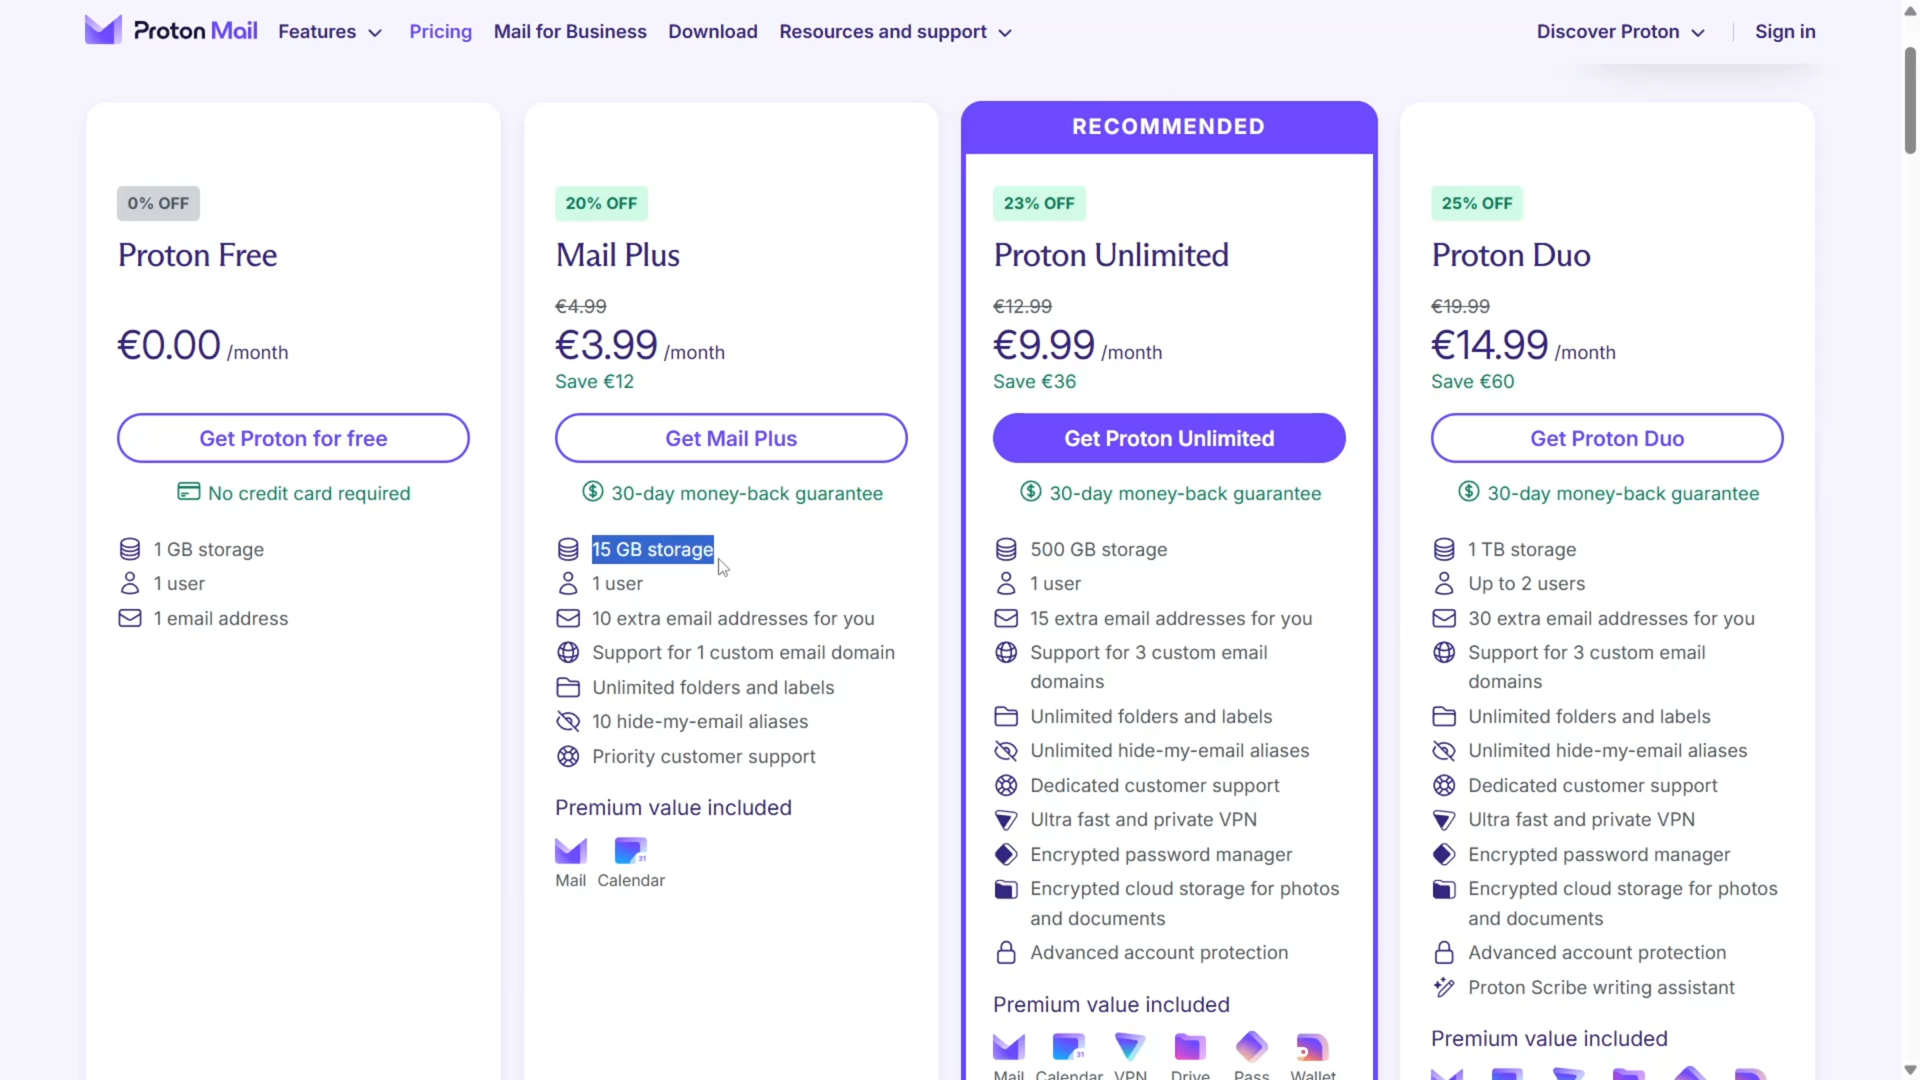 Proton Mail Features Pricing Mail for Business Download Resources and support Discover Proton Sign in
0% OFF
Proton Free
€0.00 /month
Get Proton for free
No credit card required
1 GB storage
1 user
1 email address
20% OFF
Mail Plus
€4.99
€3.99 /month
Save €12
Get Mail Plus
30-day money-back guarantee
15 GB storage
1 user
10 extra email addresses for you
Support for 1 custom email domain
Unlimited folders and labels
10 hide-my-email aliases
Priority customer support
Premium value included
31
Mail Calendar
RECOMMENDED
23% OFF
Proton Unlimited
€12.99
€9.99 /month
Save €36
Get Proton Unlimited
30-day money-back guarantee
500 GB storage
1 user
15 extra email addresses for you
Support for 3 custom email
domains
Unlimited folders and labels
Unlimited hide-my-email aliases
Dedicated customer support
Ultra fast and private VPN
Encrypted password manager
Encrypted cloud storage for photos
and documents
Advanced account protection
Premium value included
31
Mail Calendar VPN Drive Pass Wallet
25% OFF
Proton Duo
€19.99
€14.99 /month
Save €60
Get Proton Duo
30-day money-back guarantee
1 TB storage
Up to 2 users
30 extra email addresses for you
Support for 3 custom email
domains
Unlimited folders and labels
Unlimited hide-my-email aliases
Dedicated customer support
Ultra fast and private VPN
Encrypted password manager
Encrypted cloud storage for photos
and documents
Advanced account protection
Proton Scribe writing assistant
Premium value included